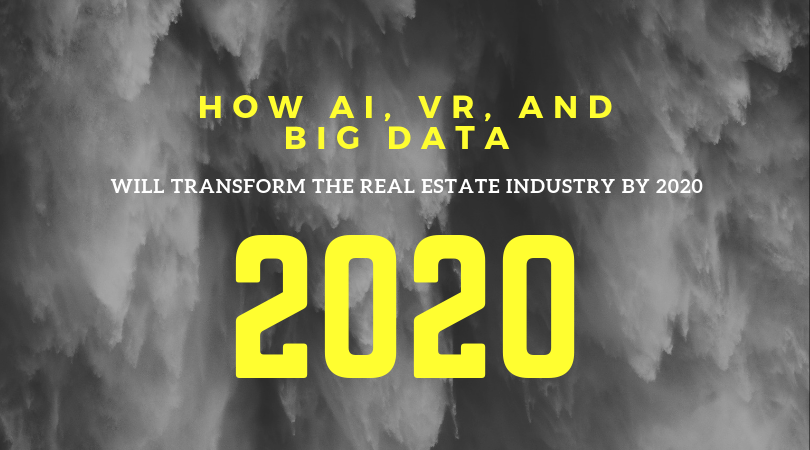 HOW AI, VR, AND
BIG DATA
WILL TRANSFORM THE REAL ESTATE INDUSTRY BY 2020
2020